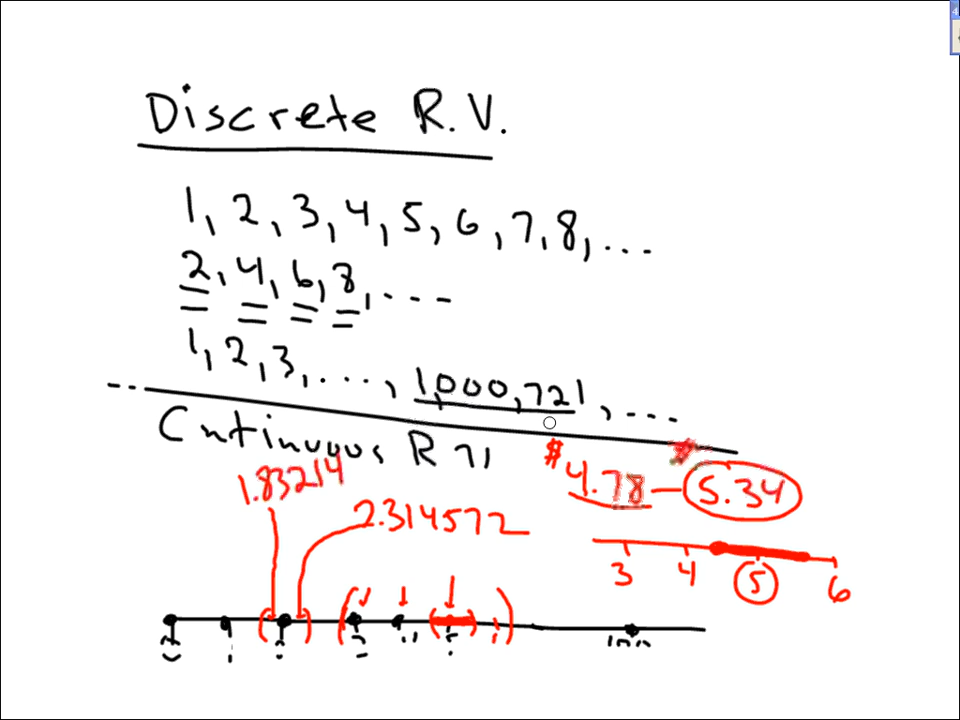 Discrete R.V.
1, 2, 3, 4, 5, 6, 7, 8, ...
2, 4, 6, 8, ...
1, 2, 3, ..., 1,000,721, ...
Cntinuous R
$4.78 - 5.34
1.83214
2.314572
3 4 5 6